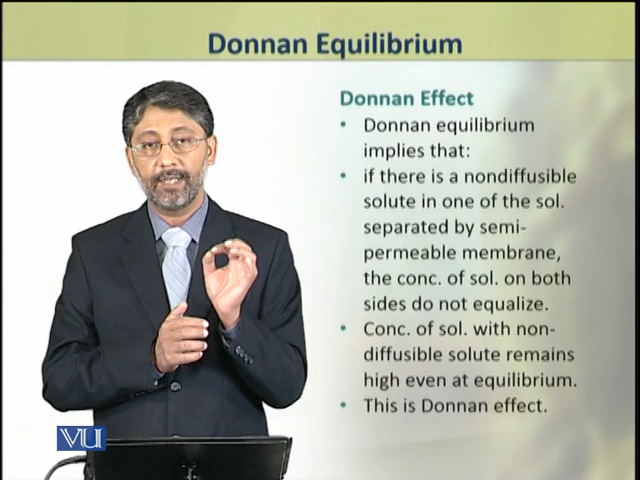 Donnan Equilibrium
Donnan Effect
• Donnan equilibrium
implies that:
• if there is a nondiffusible
solute in one of the sol.
separated by semi-
permeable membrane,
the conc. of sol. on both
sides do not equalize.
• Conc. of sol. with non-
diffusible solute remains
high even at equilibrium.
• This is Donnan effect.
VU